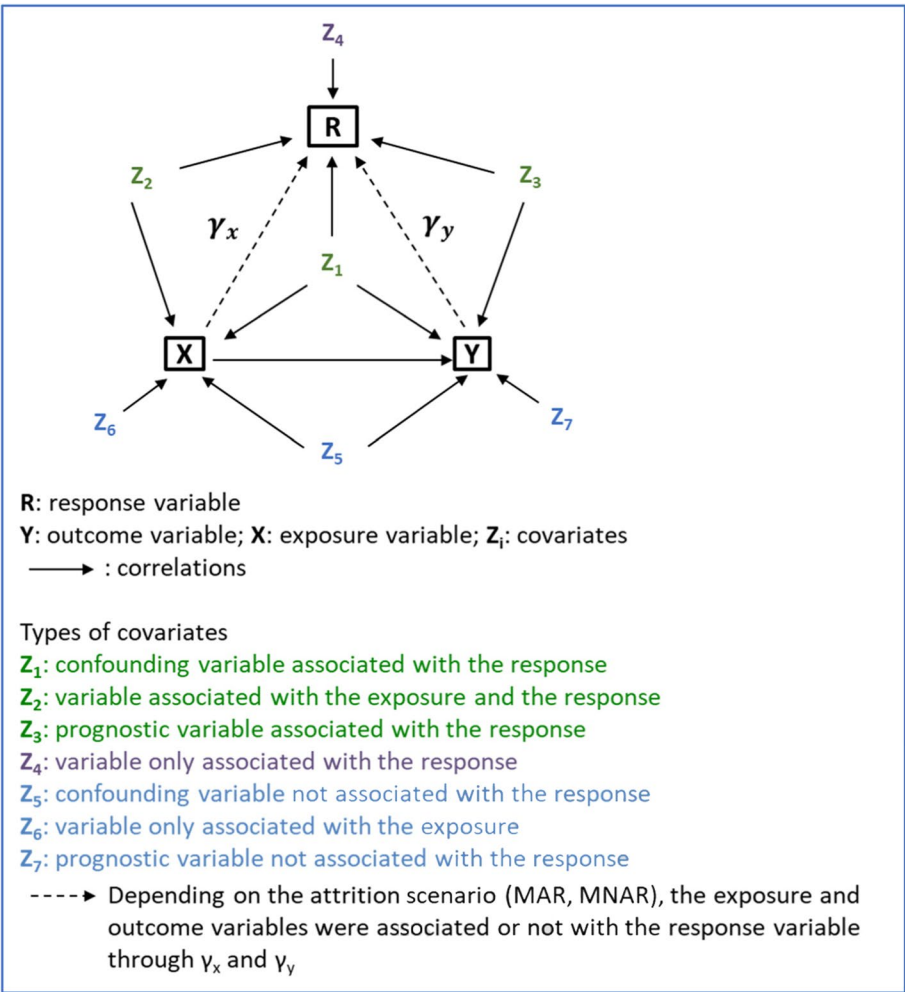 Z₄
R
Z₂
Z₃
γₓ
γᵧ
Z₁
X
Y
Z₆
Z₅
Z₇
R: response variable
Y: outcome variable; X: exposure variable; Zᵢ: covariates
: correlations
Types of covariates
Z₁: confounding variable associated with the response
Z₂: variable associated with the exposure and the response
Z₃: prognostic variable associated with the response
Z₄: variable only associated with the response
Z₅: confounding variable not associated with the response
Z₆: variable only associated with the exposure
Z₇: prognostic variable not associated with the response
Depending on the attrition scenario (MAR, MNAR), the exposure and
outcome variables were associated or not with the response variable
through γₓ and γᵧ